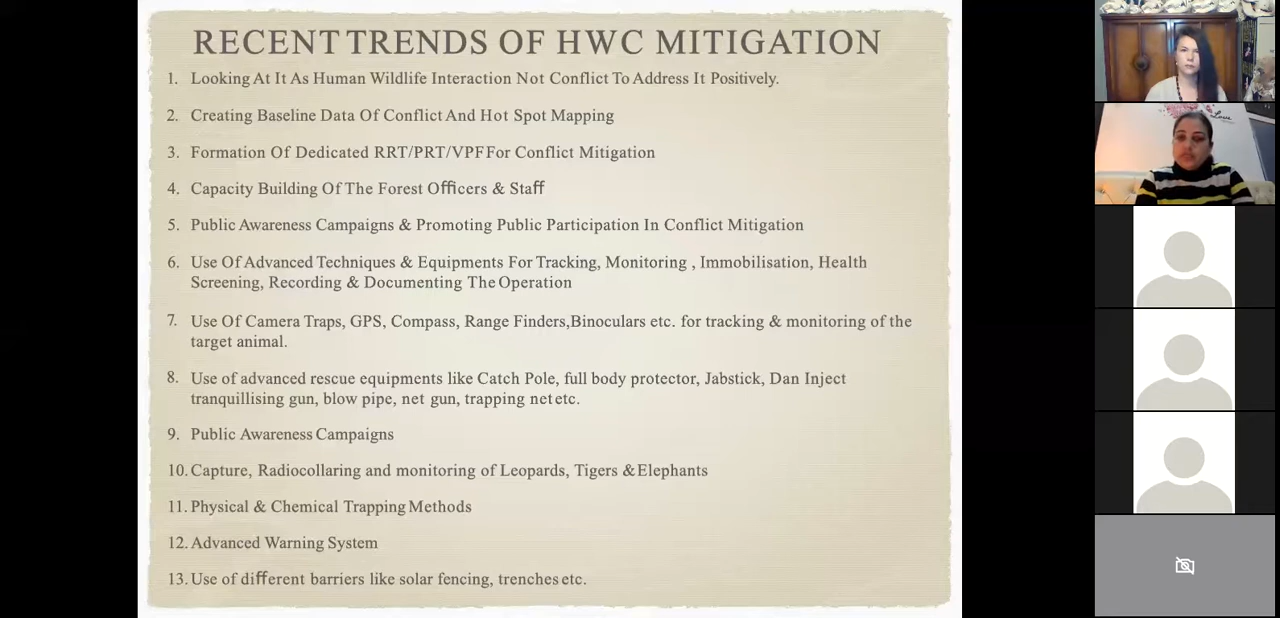 RECENT TRENDS OF HWC MITIGATION
1. Looking At It As Human Wildlife Interaction Not Conflict To Address It Positively.
2. Creating Baseline Data Of Conflict And Hot Spot Mapping
3. Formation Of Dedicated RRT/PRT/VPF For Conflict Mitigation
4. Capacity Building Of The Forest Officers & Staff
5. Public Awareness Campaigns & Promoting Public Participation In Conflict Mitigation
6. Use Of Advanced Techniques & Equipments For Tracking, Monitoring , Immobilisation, Health
Screening, Recording & Documenting The Operation
7. Use Of Camera Traps, GPS, Compass, Range Finders,Binoculars etc. for tracking & monitoring of the
target animal.
8. Use of advanced rescue equipments like Catch Pole, full body protector, Jabstick, Dan Inject
tranquillising gun, blow pipe, net gun, trapping net etc.
9. Public Awareness Campaigns
10. Capture, Radiocollaring and monitoring of Leopards, Tigers & Elephants
11. Physical & Chemical Trapping Methods
12. Advanced Warning System
13. Use of different barriers like solar fencing, trenches etc.